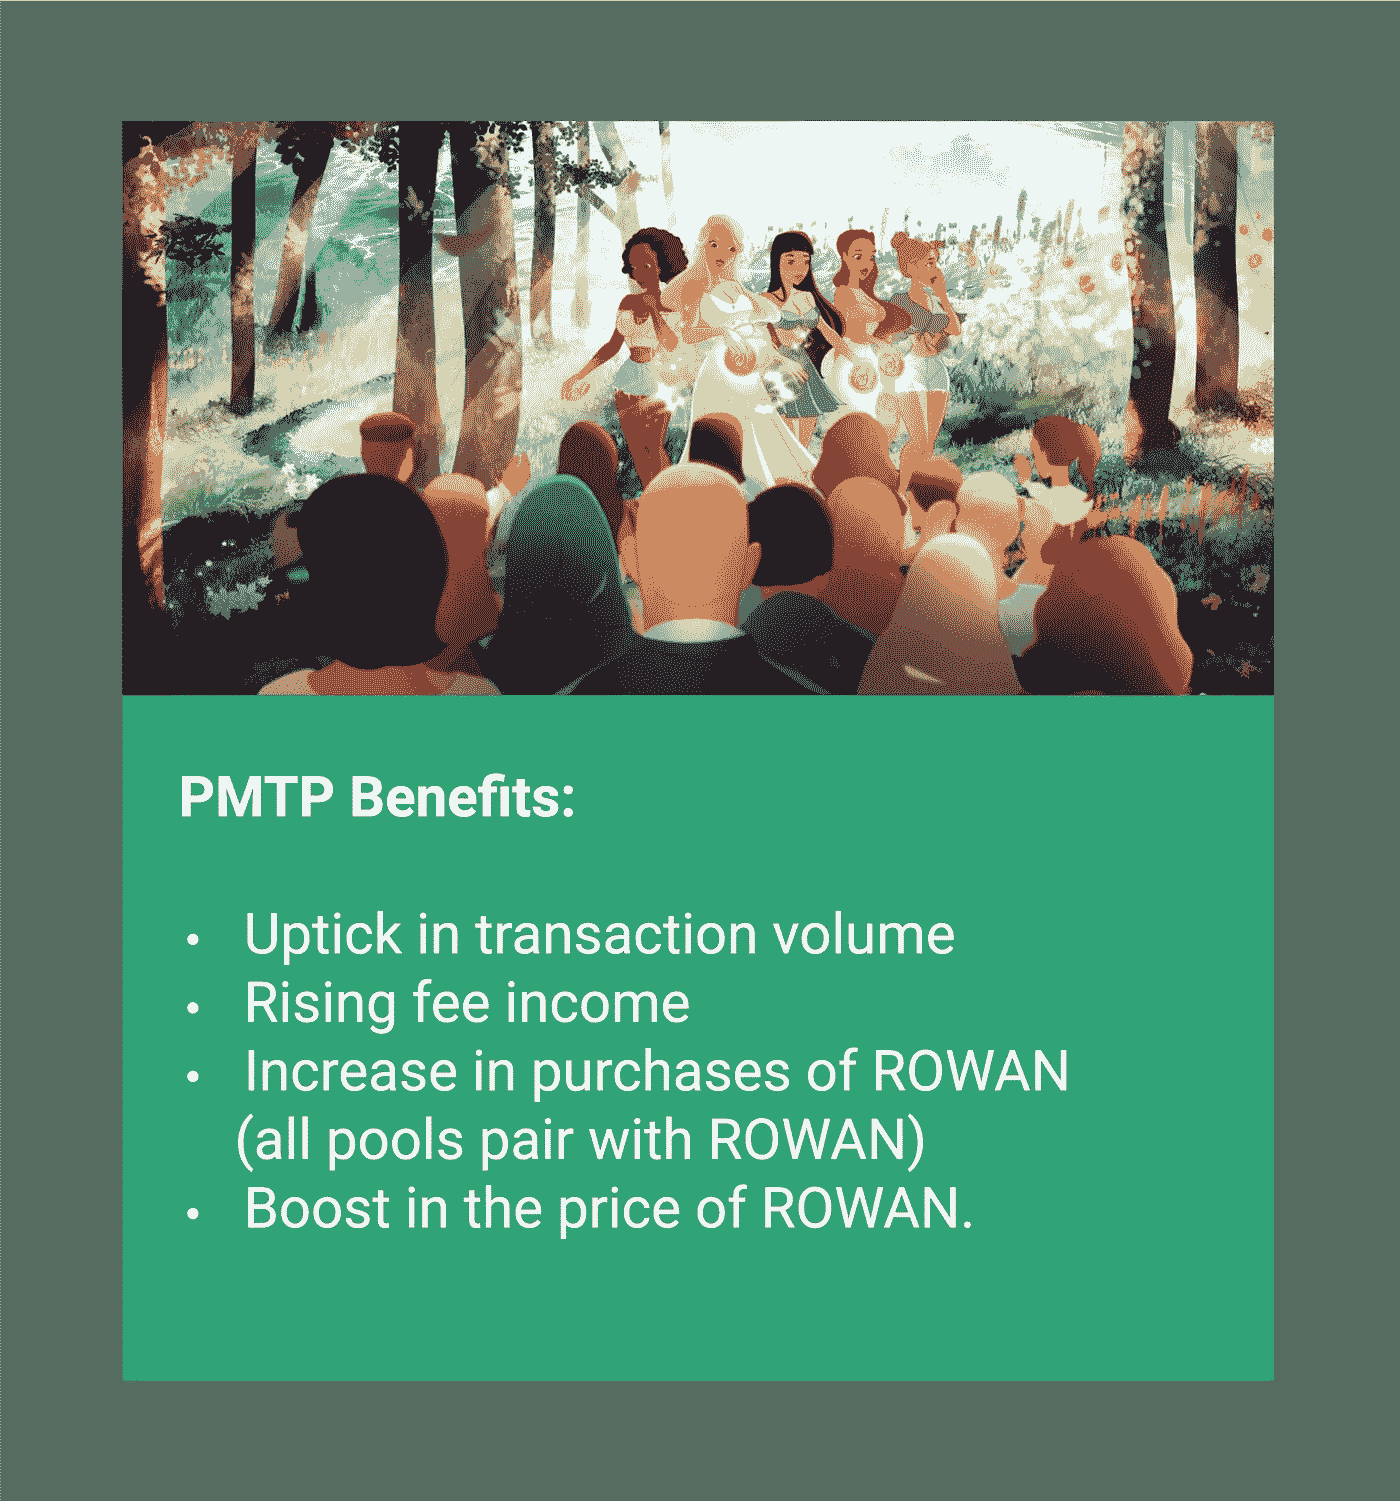 PMTP Benefits:
• Uptick in transaction volume
• Rising fee income
• Increase in purchases of ROWAN
(all pools pair with ROWAN)
• Boost in the price of ROWAN.